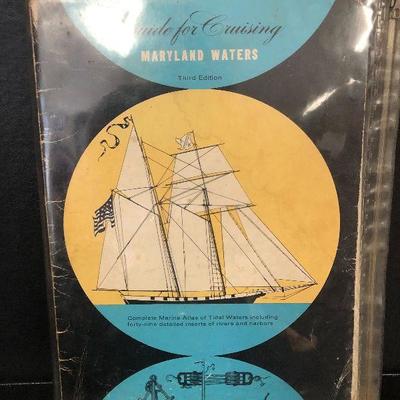 Guide for Cruising
MARYLAND WATERS
Third Edition
Complete Marine Atlas of Tidal Waters including
forty-nine detailed inserts of rivers and harbors